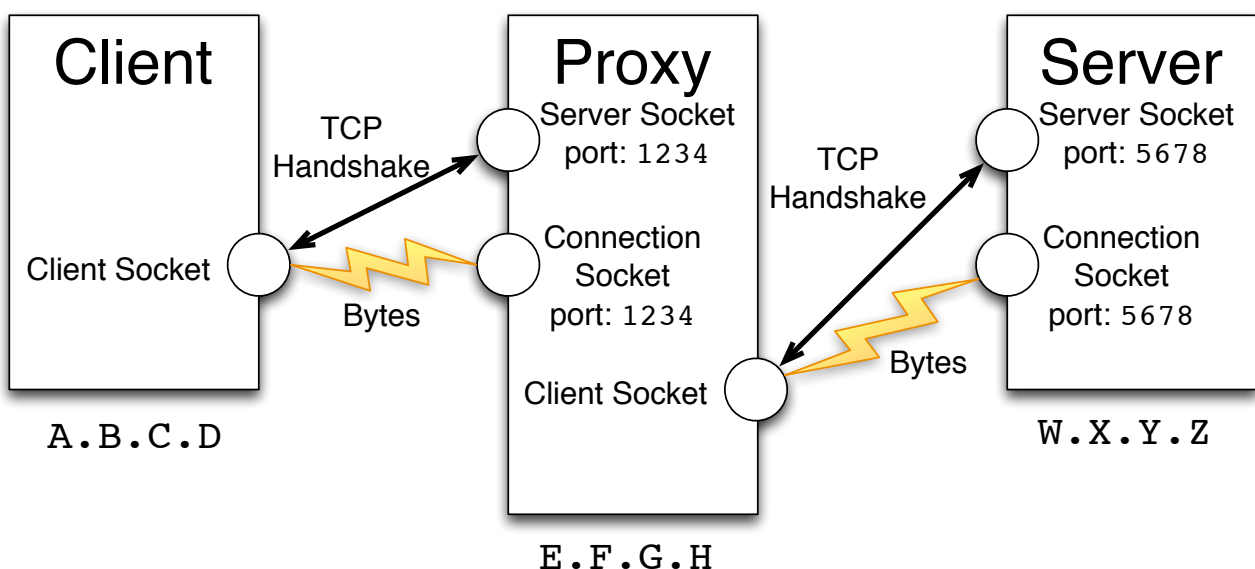 Client
TCP
Handshake
Client Socket
Bytes
A.B.C.D
Proxy
Server Socket
port: 1234
Connection
Socket
port: 1234
Client Socket
E.F.G.H
TCP
Handshake
Bytes
Server
Server Socket
port: 5678
Connection
Socket
port: 5678
W.X.Y.Z